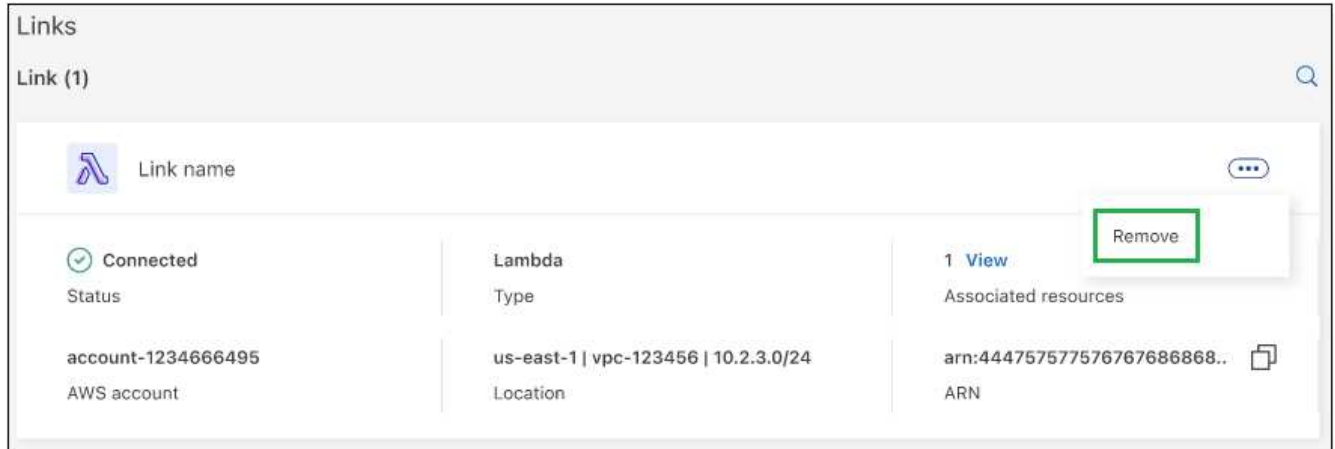 Links
Link (1)
Link name
Remove
Connected
Status
Lambda
Type
1 View
Associated resources
account-1234666495
AWS account
us-east-1 | vpc-123456 | 10.2.3.0/24
Location
arn:444757577576767686868..
ARN